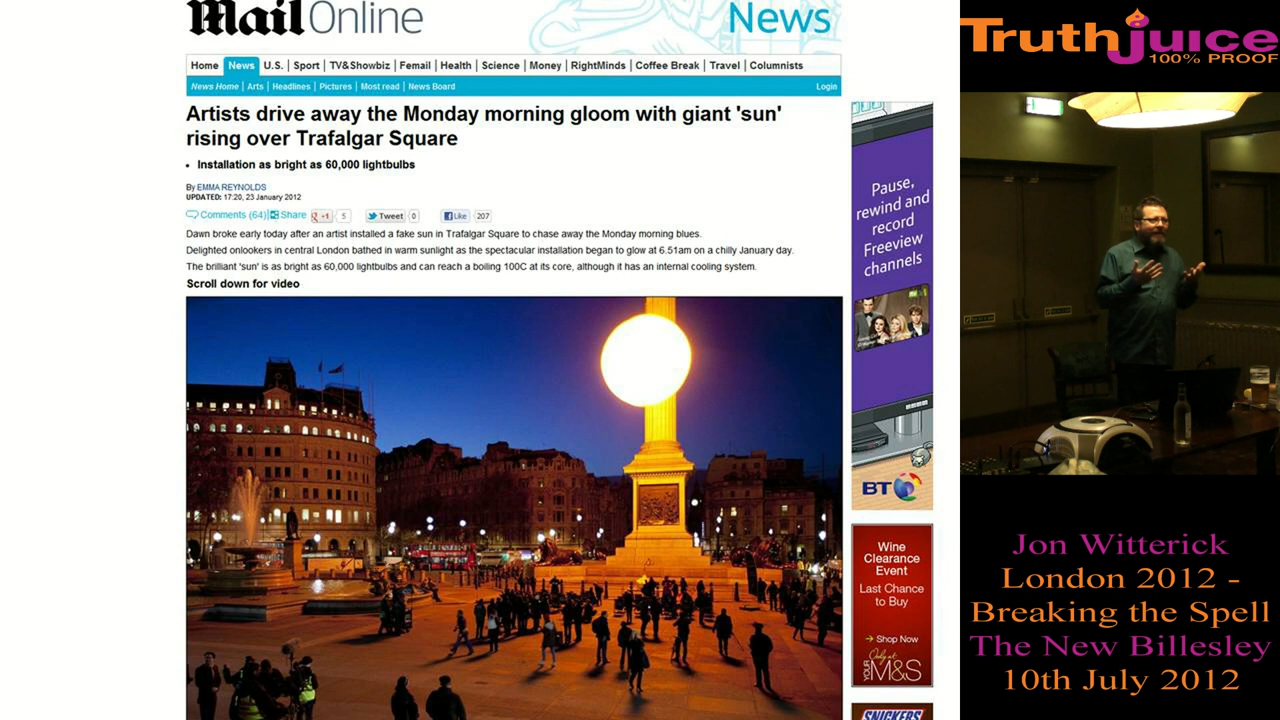 Mail Online
News
Home | News | U.S. | Sport | TV&Showbiz | Femail | Health | Science | Money | RightMinds | Coffee Break | Travel | Columnists
News Home | Arts | Headlines | Pictures | Most read | News Board
Login
Artists drive away the Monday morning gloom with giant 'sun'
rising over Trafalgar Square
• Installation as bright as 60,000 lightbulbs
By EMMA REYNOLDS
UPDATED: 17:20, 23 January 2012
Comments (64) | Share
+1 5
Tweet 0
Like 207
Dawn broke early today after an artist installed a fake sun in Trafalgar Square to chase away the Monday morning blues.
Delighted onlookers in central London bathed in warm sunlight as the spectacular installation began to glow at 6.51am on a chilly January day.
The brilliant 'sun' is as bright as 60,000 lightbulbs and can reach a boiling 100C at its core, although it has an internal cooling system.
Scroll down for video
Pause,
rewind and
record
Freeview
channels
BT
Wine
Clearance
Event
Last Chance
to Buy
→ Shop Now
Only at
YOUR M&S
SNICKERS
Truthjuice
100% PROOF
Jon Witterick
London 2012 -
Breaking the Spell
The New Billesley
10th July 2012